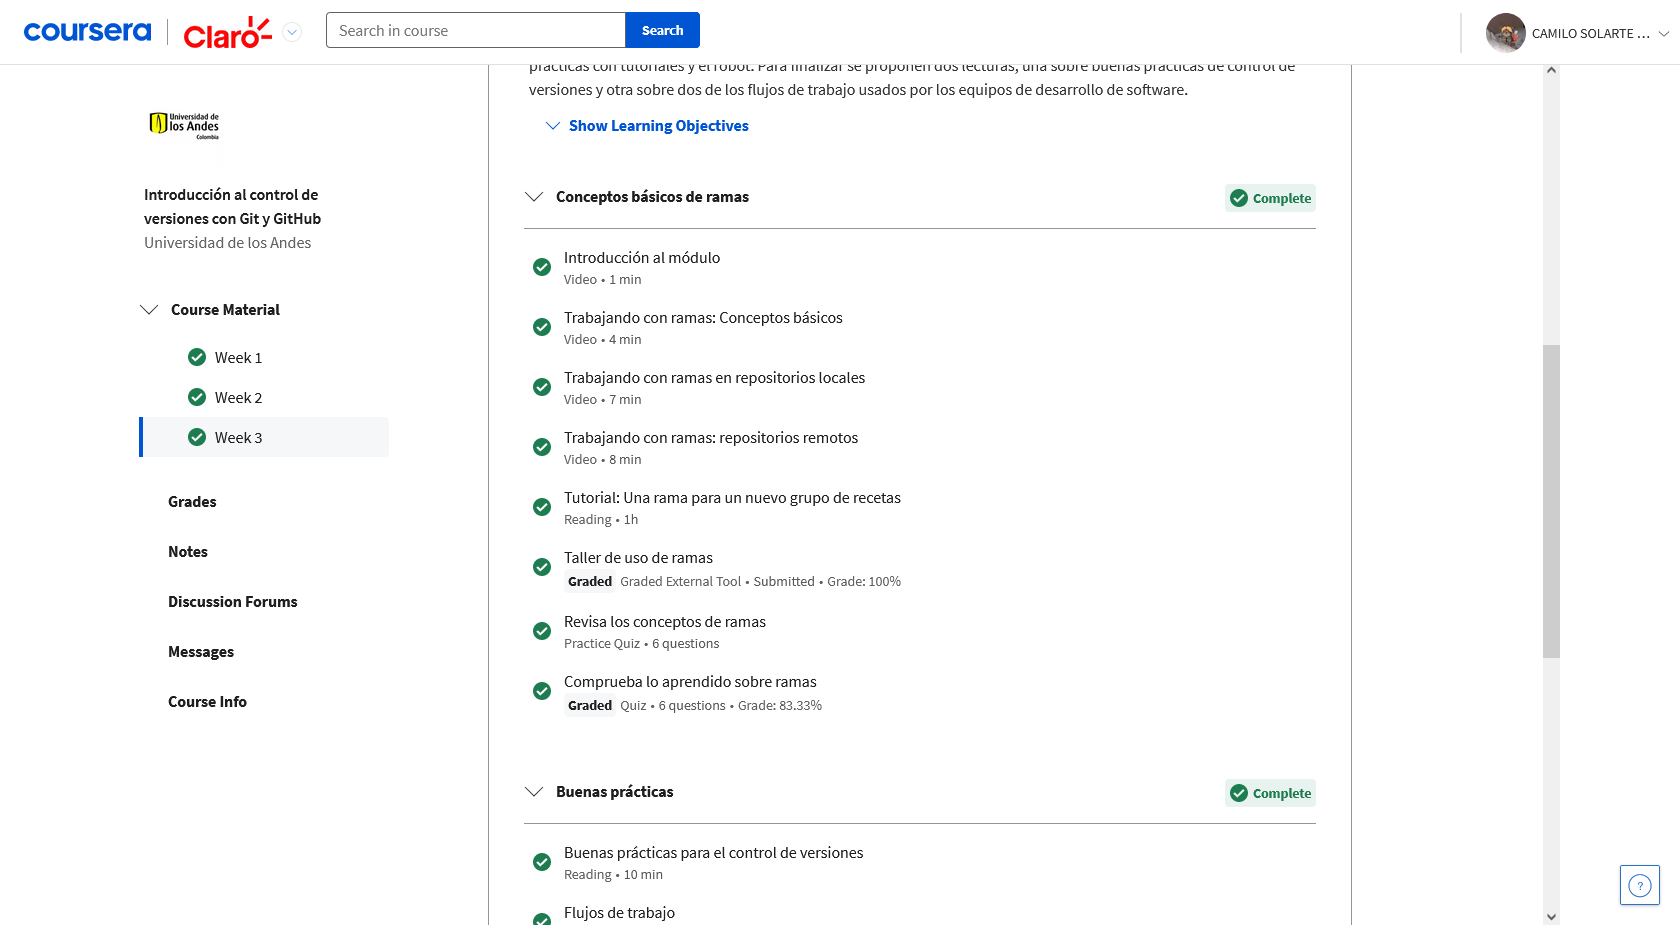 coursera
Claro
Search in course
Search
CAMILO SOLARTE ...
Universidad de
los Andes
Colombia
Introducción al control de
versiones con Git y GitHub
Universidad de los Andes
Course Material
Week 1
Week 2
Week 3
Grades
Notes
Discussion Forums
Messages
Course Info
prácticas con tutoriales y el robot. Para finalizar se proponen dos lecturas, una sobre buenas prácticas de control de
versiones y otra sobre dos de los flujos de trabajo usados por los equipos de desarrollo de software.
Show Learning Objectives
Conceptos básicos de ramas
Complete
Introducción al módulo
Video • 1 min
Trabajando con ramas: Conceptos básicos
Video • 4 min
Trabajando con ramas en repositorios locales
Video • 7 min
Trabajando con ramas: repositorios remotos
Video • 8 min
Tutorial: Una rama para un nuevo grupo de recetas
Reading • 1h
Taller de uso de ramas
Graded Graded External Tool • Submitted • Grade: 100%
Revisa los conceptos de ramas
Practice Quiz • 6 questions
Comprueba lo aprendido sobre ramas
Graded Quiz • 6 questions • Grade: 83.33%
Buenas prácticas
Complete
Buenas prácticas para el control de versiones
Reading • 10 min
Flujos de trabajo
?